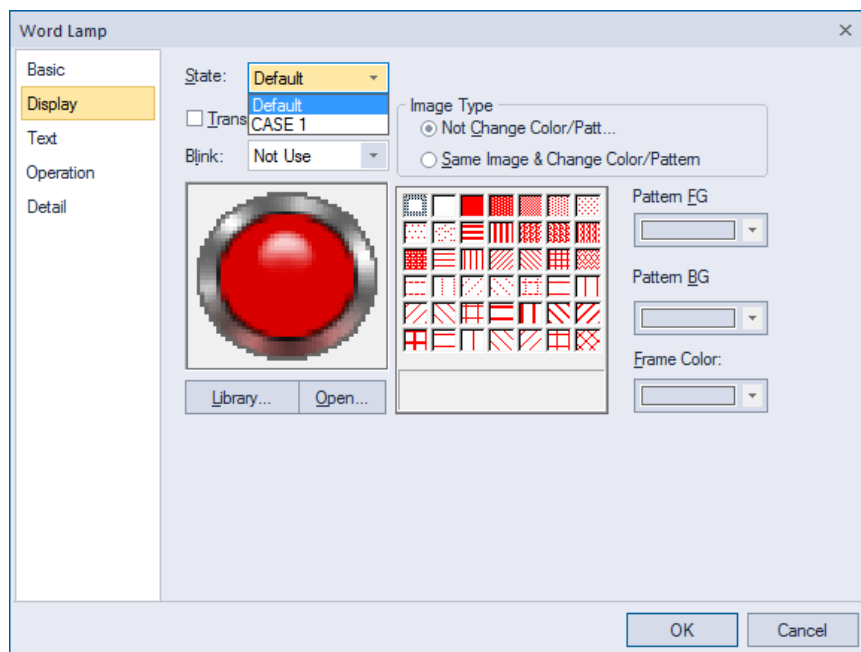 Word Lamp
Basic
Display
Text
Operation
Detail
State: Default
Default
CASE 1
Trans
Blink: Not Use
Image Type
Not Change Color/Patt...
Same Image & Change Color/Pattern
Pattern FG
Pattern BG
Frame Color:
Library... Open...
OK Cancel